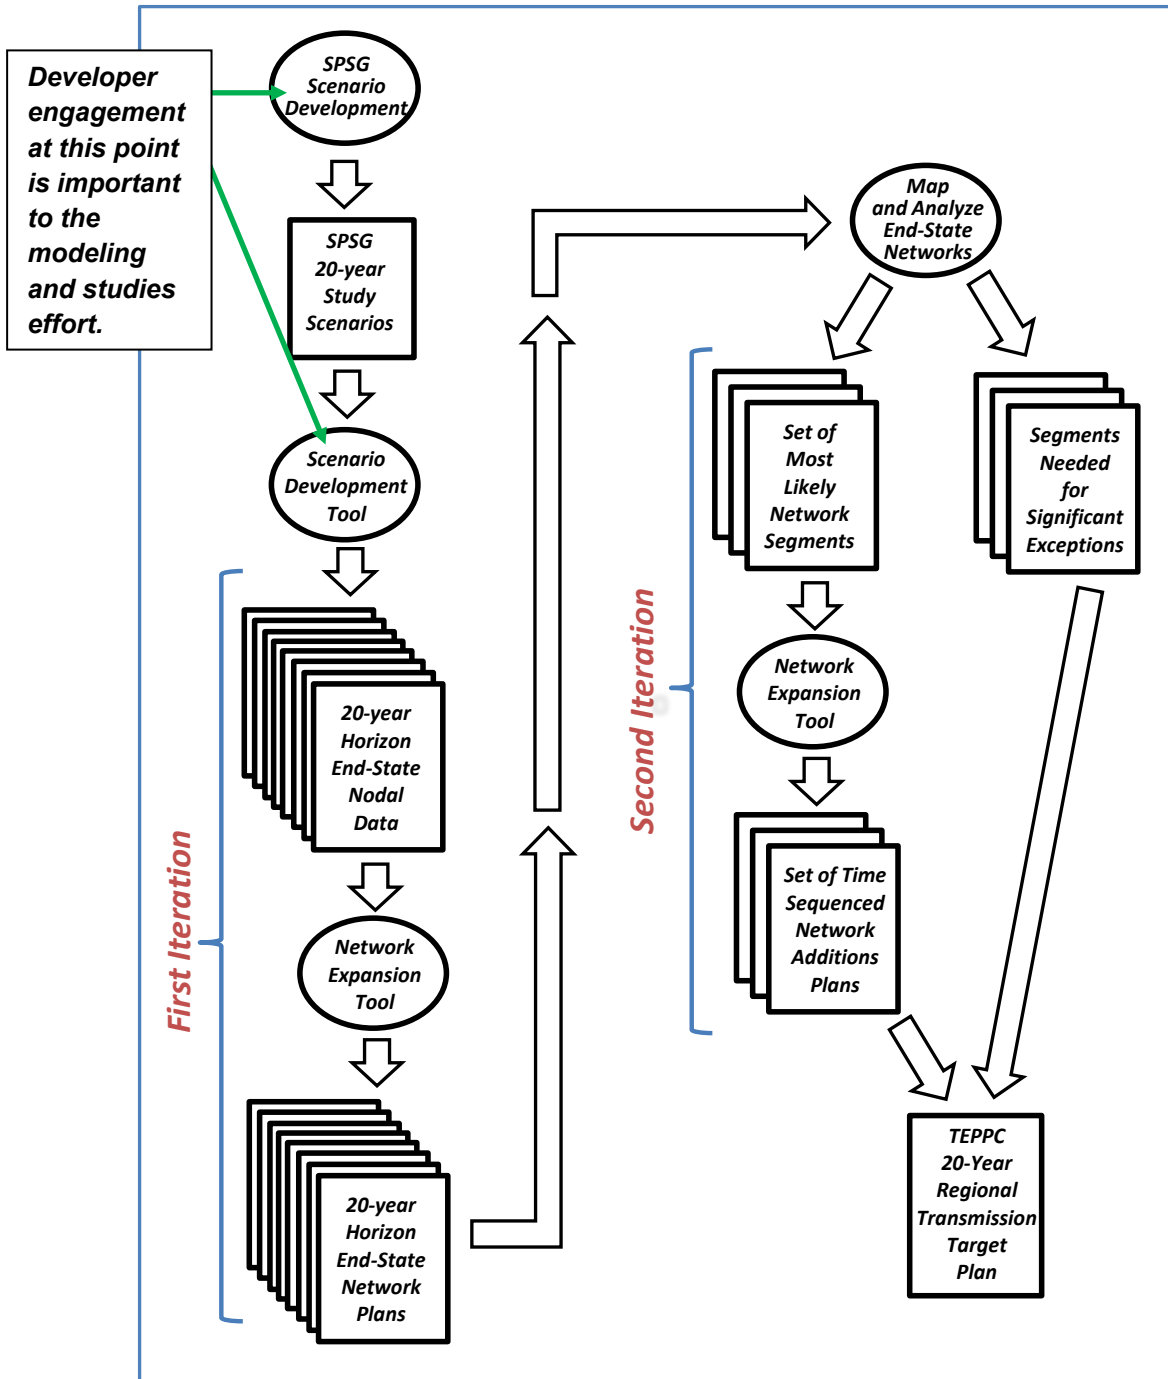 Developer
engagement
at this point
is important
to the
modeling
and studies
effort.
SPSG
Scenario
Development
SPSG
20-year
Study
Scenarios
Scenario
Development
Tool
First Iteration
20-year
Horizon
End-State
Nodal
Data
Network
Expansion
Tool
20-year
Horizon
End-State
Network
Plans
Map
and Analyze
End-State
Networks
Second Iteration
Set of
Most
Likely
Network
Segments
Segments
Needed
for
Significant
Exceptions
Network
Expansion
Tool
Set of Time
Sequenced
Network
Additions
Plans
TEPPC
20-Year
Regional
Transmission
Target
Plan